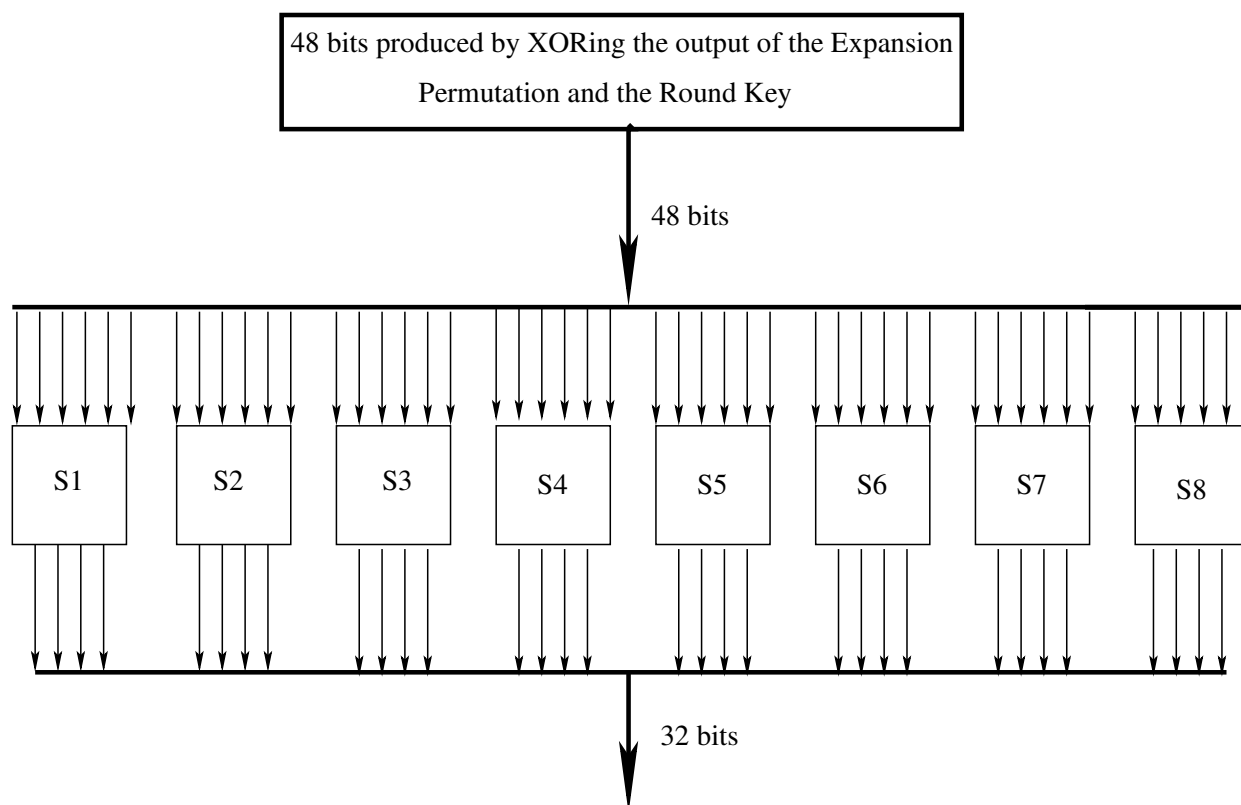 48 bits produced by XORing the output of the Expansion
Permutation and the Round Key
48 bits
S1 S2 S3 S4 S5 S6 S7 S8
32 bits